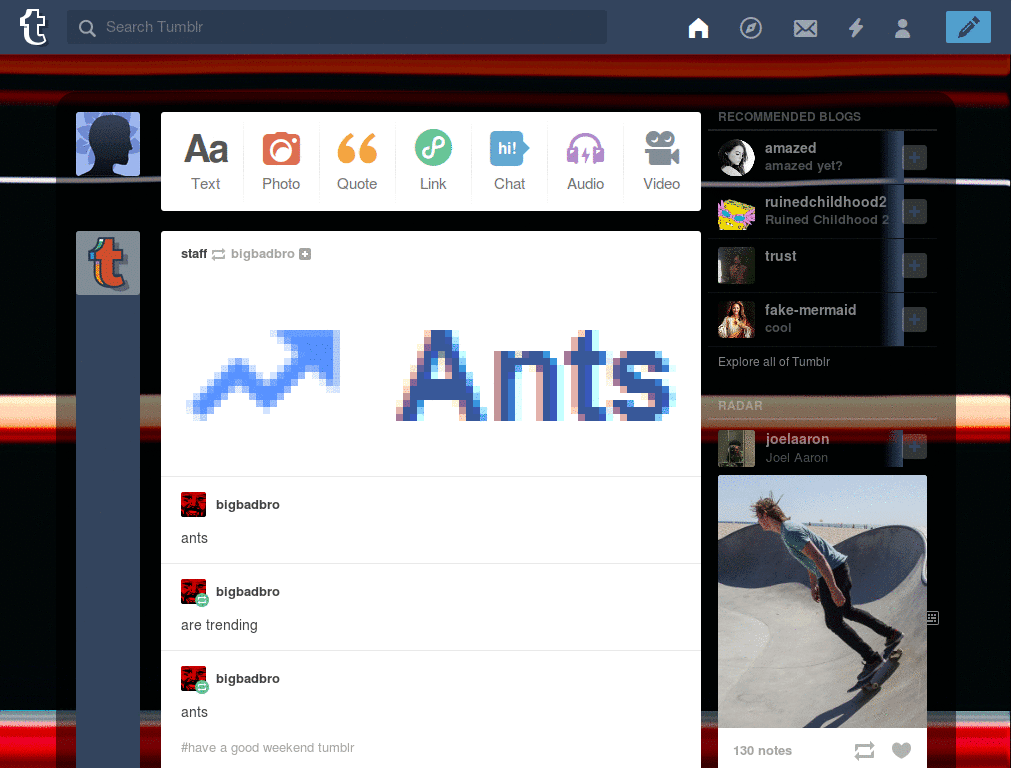 Search Tumblr
Aa
hi!
Text
Photo
Quote
Link
Chat
Audio
Video
staff bigbadbro
Ants
bigbadbro
ants
bigbadbro
are trending
bigbadbro
ants
#have a good weekend tumblr
RECOMMENDED BLOGS
amazed
amazed yet?
ruinedchildhood2
Ruined Childhood 2
trust
fake-mermaid
cool
Explore all of Tumblr
RADAR
joelaaron
Joel Aaron
130 notes